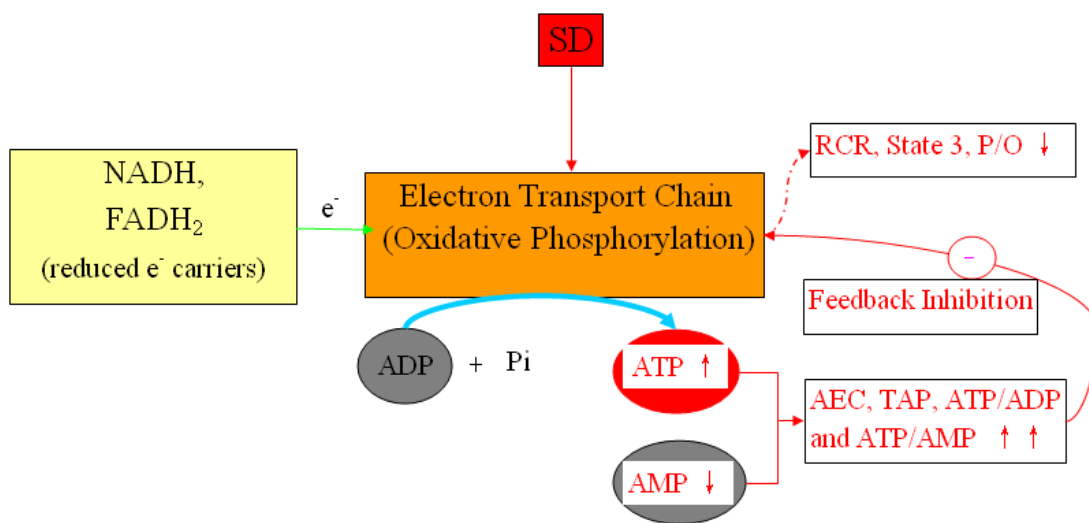 SD
RCR, State 3, P/O ↓
NADH,
FADH₂
(reduced e⁻ carriers)
e⁻
Electron Transport Chain
(Oxidative Phosphorylation)
−
Feedback Inhibition
ADP + Pi
ATP ↑
AEC, TAP, ATP/ADP
and ATP/AMP ↑ ↑
AMP ↓